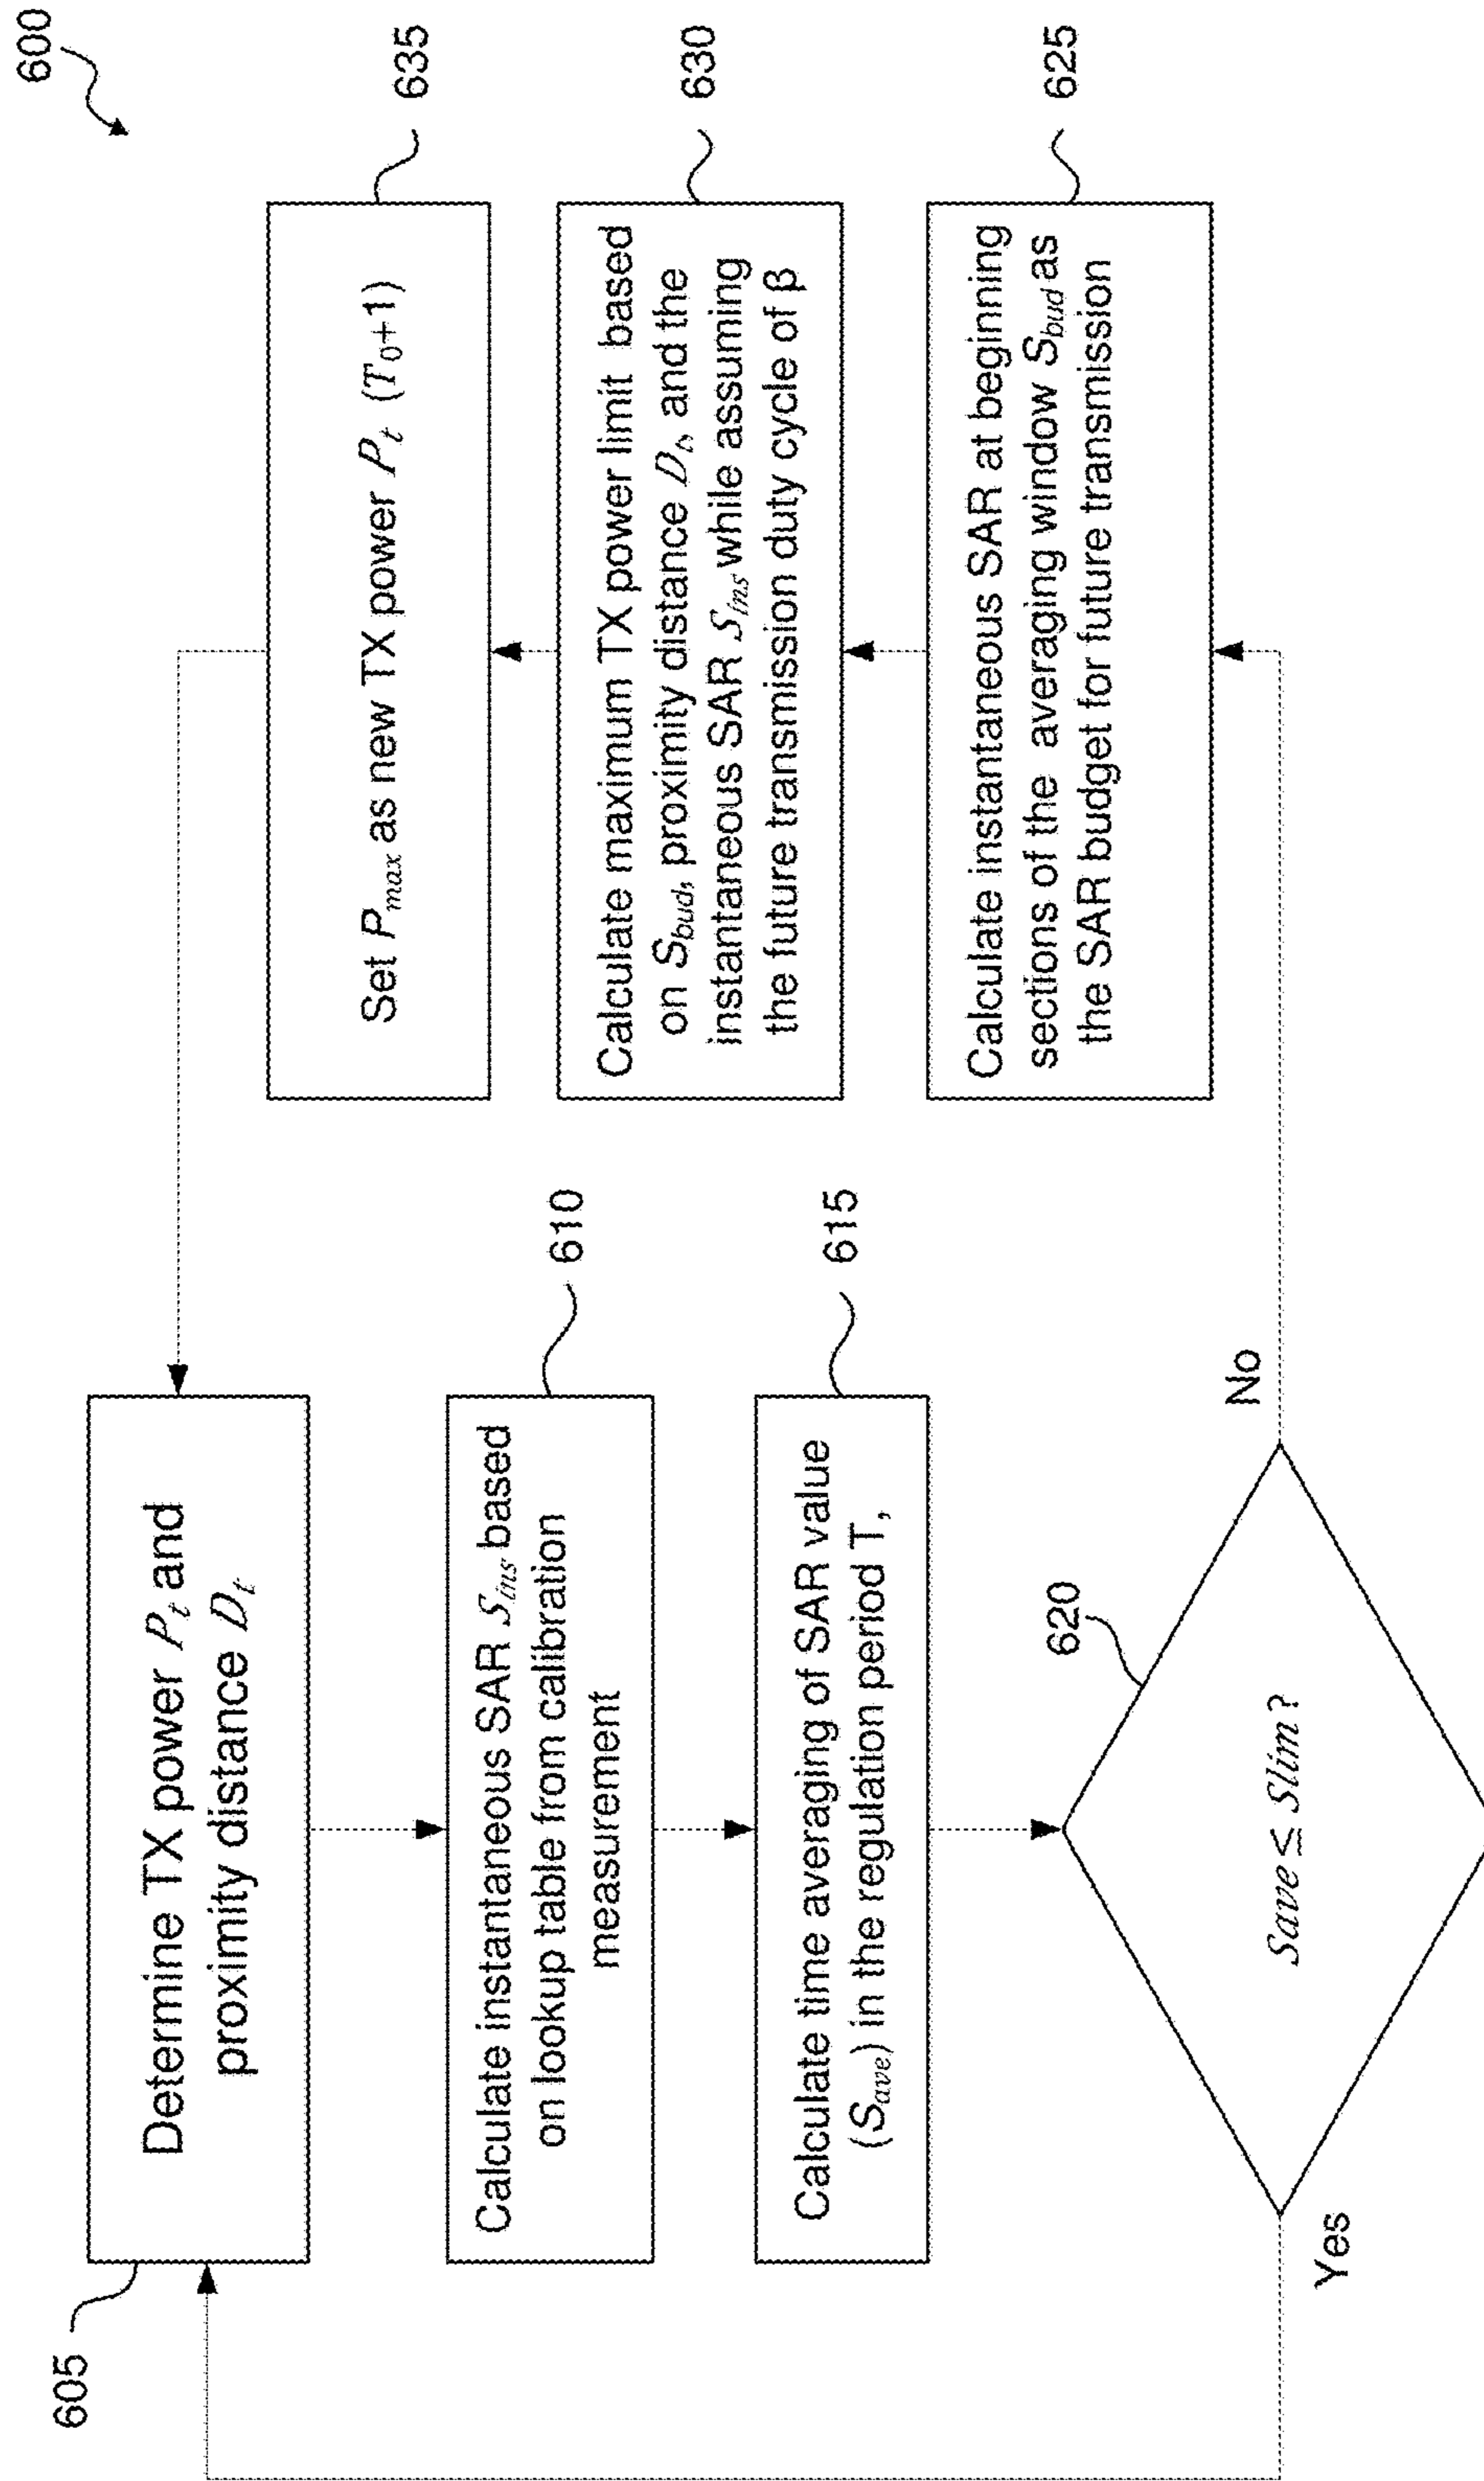 600
605
Determine TX power Pt and
proximity distance Dt
610
Calculate instantaneous SAR Sins based
on lookup table from calibration
measurement
615
Calculate time averaging of SAR value
(Save) in the regulation period T,
620
Save ≤ Slim?
Yes
No
625
Calculate instantaneous SAR at beginning
sections of the averaging window Sbud as
the SAR budget for future transmission
630
Calculate maximum TX power limit based
on Sbud, proximity distance Dt, and the
instantaneous SAR Sins while assuming
the future transmission duty cycle of β
635
Set Pmax as new TX power Pt (T0+1)